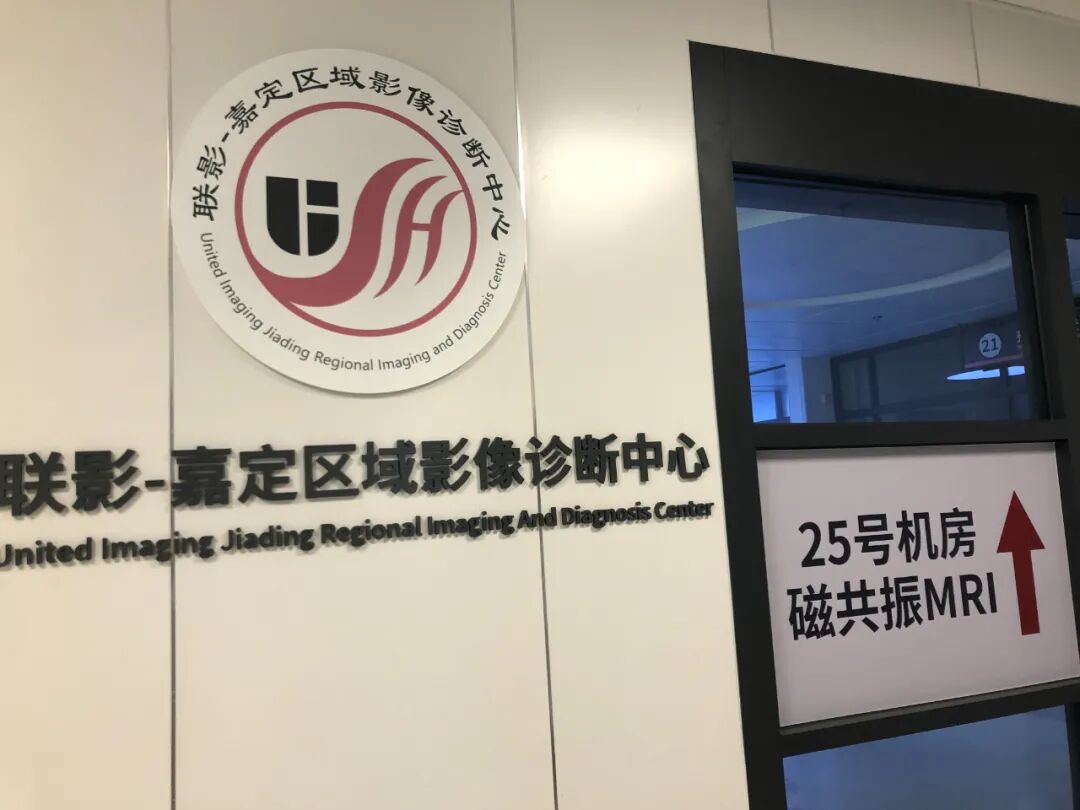 联影-嘉定区域影像诊断中心
United Imaging Jiading Regional Imaging and Diagnosis Center
联影-嘉定区域影像诊断中心
United Imaging Jiading Regional Imaging And Diagnosis Center
21
25号机房
磁共振MRI